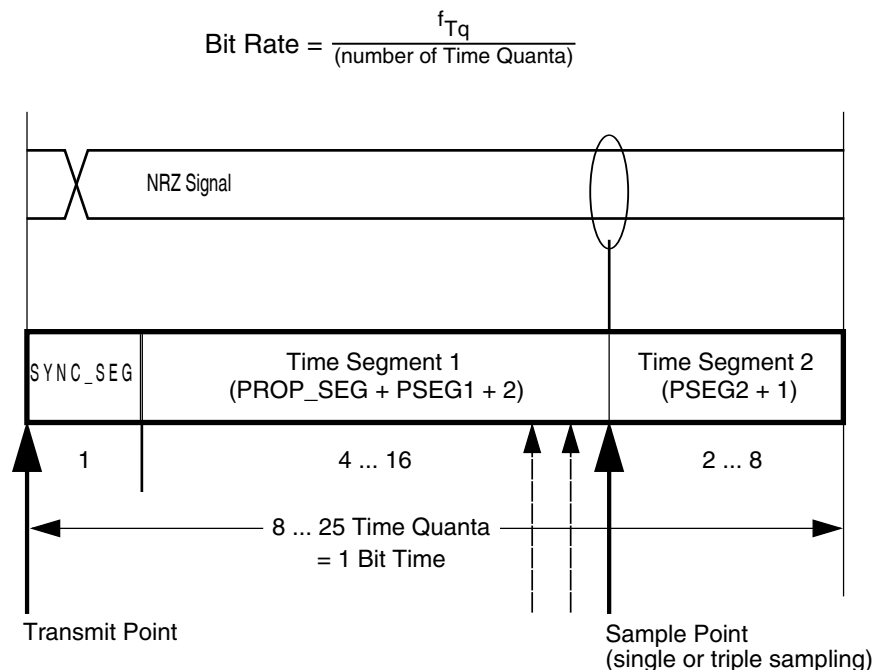 Bit Rate = fTq
(number of Time Quanta)
NRZ Signal
SYNC_SEG
Time Segment 1
(PROP_SEG + PSEG1 + 2)
Time Segment 2
(PSEG2 + 1)
1
4 ... 16
2 ... 8
8 ... 25 Time Quanta
= 1 Bit Time
Transmit Point
Sample Point
(single or triple sampling)